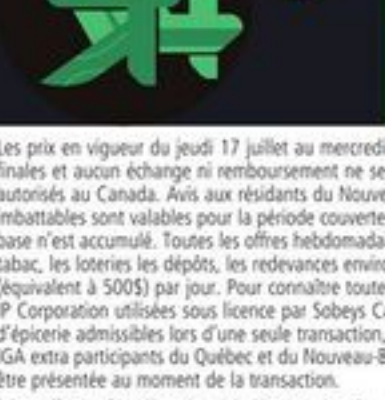 Les prix en vigueur du jeudi 17 juillet au mercredi
finales et aucun échange ni remboursement ne se
autorisés au Canada. Avis aux résidants du Nouve
imbattables sont valables pour la période couverte
base n'est accumulé. Toutes les offres hebdomada
tabac, les loteries les dépôts, les redevances enviro
(équivalent à 500$) par jour. Pour connaître toute
P Corporation utilisées sous licence par Sobeys Ca
d'épicerie admissibles lors d'une seule transaction,
IGA extra participants du Québec et du Nouveau-B
être présentée au moment de la transaction.